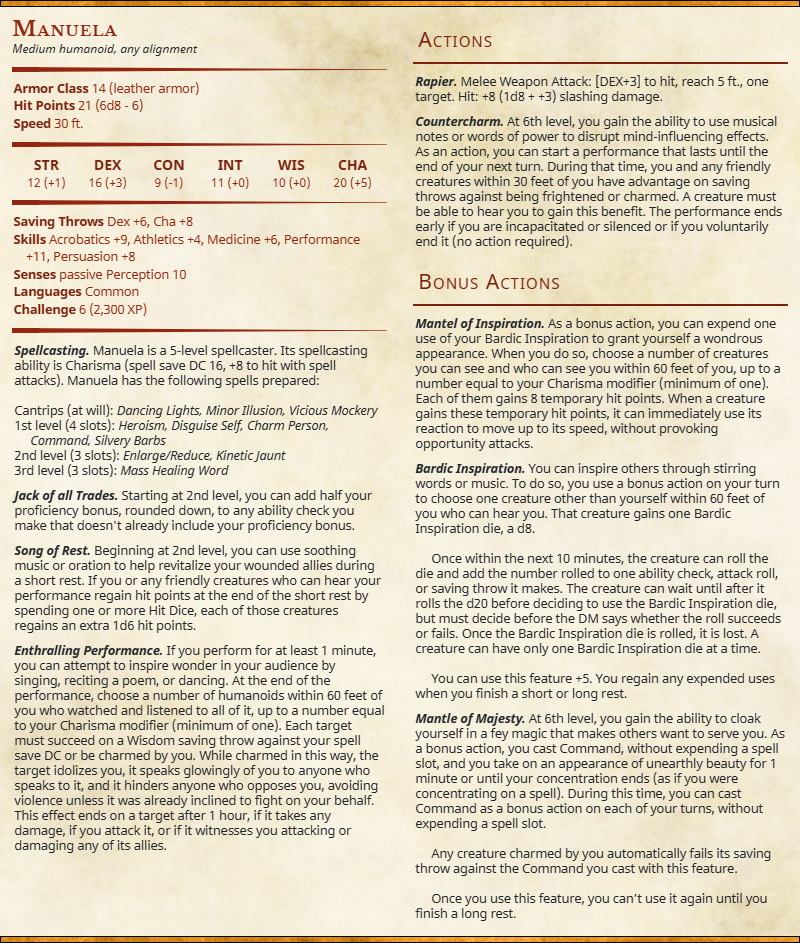 Manuela
Medium humanoid, any alignment
Armor Class 14 (leather armor)
Hit Points 21 (6d8 - 6)
Speed 30 ft.
STR DEX CON INT WIS CHA
12 (+1) 16 (+3) 9 (-1) 11 (+0) 10 (+0) 20 (+5)
Saving Throws Dex +6, Cha +8
Skills Acrobatics +9, Athletics +4, Medicine +6, Performance
+11, Persuasion +8
Senses passive Perception 10
Languages Common
Challenge 6 (2,300 XP)
Spellcasting. Manuela is a 5-level spellcaster. Its spellcasting
ability is Charisma (spell save DC 16, +8 to hit with spell
attacks). Manuela has the following spells prepared:
Cantrips (at will): Dancing Lights, Minor Illusion, Vicious Mockery
1st level (4 slots): Heroism, Disguise Self, Charm Person,
Command, Silvery Barbs
2nd level (3 slots): Enlarge/Reduce, Kinetic Jaunt
3rd level (3 slots): Mass Healing Word
Jack of all Trades. Starting at 2nd level, you can add half your
proficiency bonus, rounded down, to any ability check you
make that doesn't already include your proficiency bonus.
Song of Rest. Beginning at 2nd level, you can use soothing
music or oration to help revitalize your wounded allies during
a short rest. If you or any friendly creatures who can hear your
performance regain hit points at the end of the short rest by
spending one or more Hit Dice, each of those creatures
regains an extra 1d6 hit points.
Enthralling Performance. If you perform for at least 1 minute,
you can attempt to inspire wonder in your audience by
singing, reciting a poem, or dancing. At the end of the
performance, choose a number of humanoids within 60 feet of
you who watched and listened to all of it, up to a number equal
to your Charisma modifier (minimum of one). Each target
must succeed on a Wisdom saving throw against your spell
save DC or be charmed by you. While charmed in this way, the
target idolizes you, it speaks glowingly of you to anyone who
speaks to it, and it hinders anyone who opposes you, avoiding
violence unless it was already inclined to fight on your behalf.
This effect ends on a target after 1 hour, if it takes any
damage, if you attack it, or if it witnesses you attacking or
damaging any of its allies.
Actions
Rapier. Melee Weapon Attack: [DEX+3] to hit, reach 5 ft., one
target. Hit: +8 (1d8 + +3) slashing damage.
Countercharm. At 6th level, you gain the ability to use musical
notes or words of power to disrupt mind-influencing effects.
As an action, you can start a performance that lasts until the
end of your next turn. During that time, you and any friendly
creatures within 30 feet of you have advantage on saving
throws against being frightened or charmed. A creature must
be able to hear you to gain this benefit. The performance ends
early if you are incapacitated or silenced or if you voluntarily
end it (no action required).
Bonus Actions
Mantel of Inspiration. As a bonus action, you can expend one
use of your Bardic Inspiration to grant yourself a wondrous
appearance. When you do so, choose a number of creatures
you can see and who can see you within 60 feet of you, up to a
number equal to your Charisma modifier (minimum of one).
Each of them gains 8 temporary hit points. When a creature
gains these temporary hit points, it can immediately use its
reaction to move up to its speed, without provoking
opportunity attacks.
Bardic Inspiration. You can inspire others through stirring
words or music. To do so, you use a bonus action on your turn
to choose one creature other than yourself within 60 feet of
you who can hear you. That creature gains one Bardic
Inspiration die, a d8.
Once within the next 10 minutes, the creature can roll the
die and add the number rolled to one ability check, attack roll,
or saving throw it makes. The creature can wait until after it
rolls the d20 before deciding to use the Bardic Inspiration die,
but must decide before the DM says whether the roll succeeds
or fails. Once the Bardic Inspiration die is rolled, it is lost. A
creature can have only one Bardic Inspiration die at a time.
You can use this feature +5. You regain any expended uses
when you finish a short or long rest.
Mantle of Majesty. At 6th level, you gain the ability to cloak
yourself in a fey magic that makes others want to serve you. As
a bonus action, you cast Command, without expending a spell
slot, and you take on an appearance of unearthly beauty for 1
minute or until your concentration ends (as if you were
concentrating on a spell). During this time, you can cast
Command as a bonus action on each of your turns, without
expending a spell slot.
Any creature charmed by you automatically fails its saving
throw against the Command you cast with this feature.
Once you use this feature, you can't use it again until you
finish a long rest.